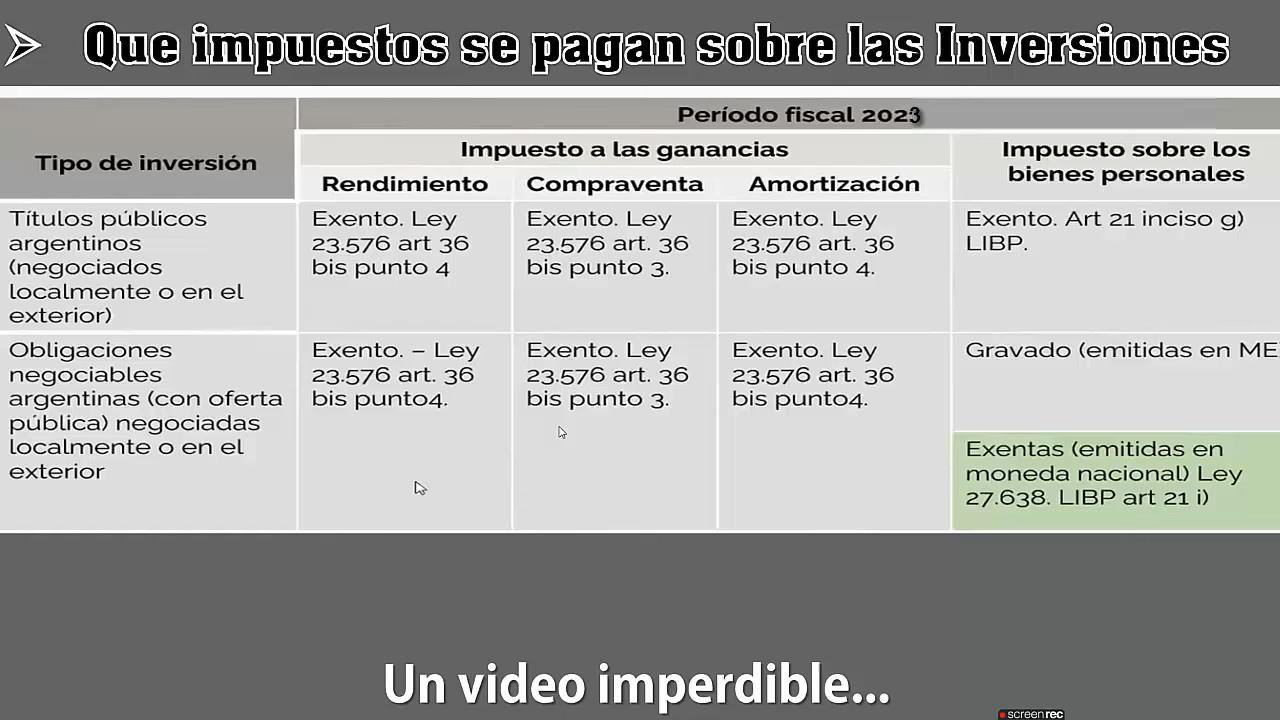 Que impuestos se pagan sobre las Inversiones
Período fiscal 2023
Tipo de inversión
Impuesto a las ganancias
Impuesto sobre los
bienes personales
Rendimiento
Compraventa
Amortización
Títulos públicos
argentinos
(negociados
localmente o en el
exterior)
Exento. Ley
23.576 art 36
bis punto 4
Exento. Ley
23.576 art. 36
bis punto 3.
Exento. Ley
23.576 art. 36
bis punto 4.
Exento. Art 21 inciso g)
LIBP.
Obligaciones
negociables
argentinas (con oferta
pública) negociadas
localmente o en el
exterior
Exento. – Ley
23.576 art. 36
bis punto4.
Exento. Ley
23.576 art. 36
bis punto 3.
Exento. Ley
23.576 art. 36
bis punto4.
Gravado (emitidas en ME
Exentas (emitidas en
moneda nacional) Ley
27.638. LIBP art 21 i)
Un video imperdible...
screenrec